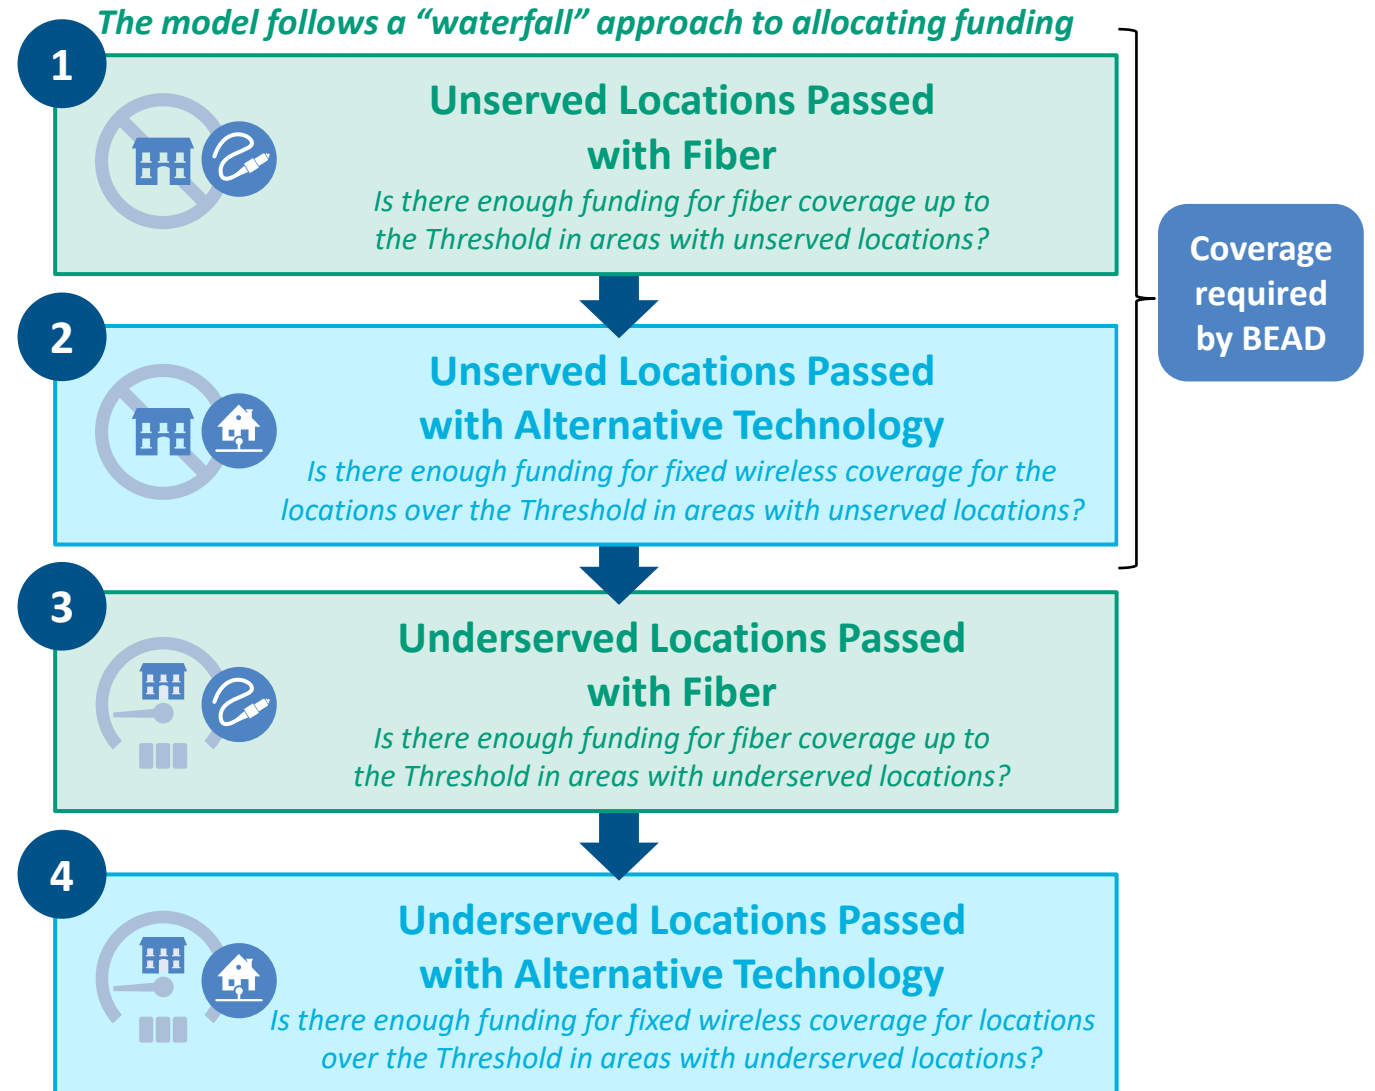 The model follows a “waterfall” approach to allocating funding
1
Unserved Locations Passed
with Fiber
Is there enough funding for fiber coverage up to
the Threshold in areas with unserved locations?
Coverage
required
by BEAD
2
Unserved Locations Passed
with Alternative Technology
Is there enough funding for fixed wireless coverage for the
locations over the Threshold in areas with unserved locations?
3
Underserved Locations Passed
with Fiber
Is there enough funding for fiber coverage up to
the Threshold in areas with underserved locations?
4
Underserved Locations Passed
with Alternative Technology
Is there enough funding for fixed wireless coverage for locations
over the Threshold in areas with underserved locations?